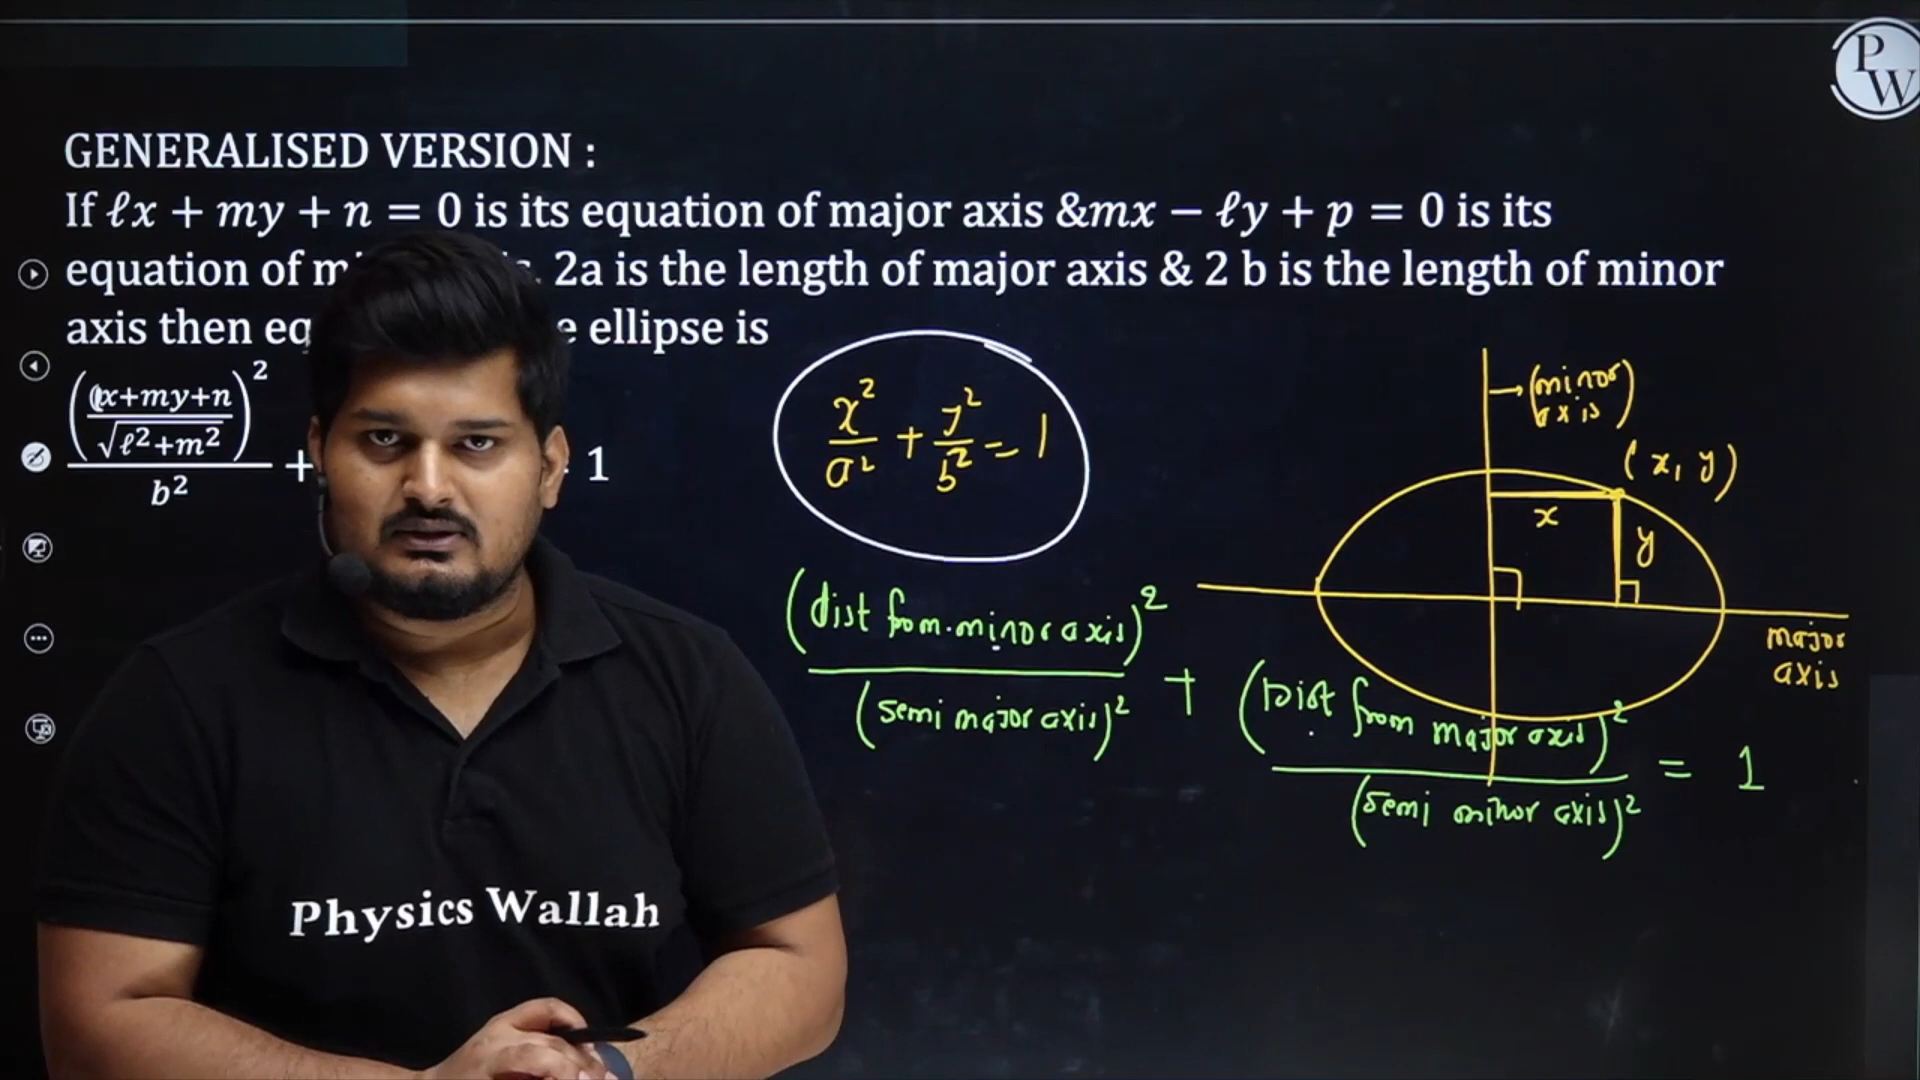 PW
GENERALISED VERSION :
If ℓx + my + n = 0 is its equation of major axis &mx − ℓy + p = 0 is its
equation of 2a is the length of major axis & 2 b is the length of minor
axis then ellipse is
((ℓx+my+n)/√(ℓ²+m²))²/b² + 1
x²/a² + y²/b² = 1
→ (minor axis)
(x, y)
x
y
major axis
(dist from minor axis)²/(semi major axis)² + (Dist from major axis)²/(semi minor axis)² = 1
Physics Wallah